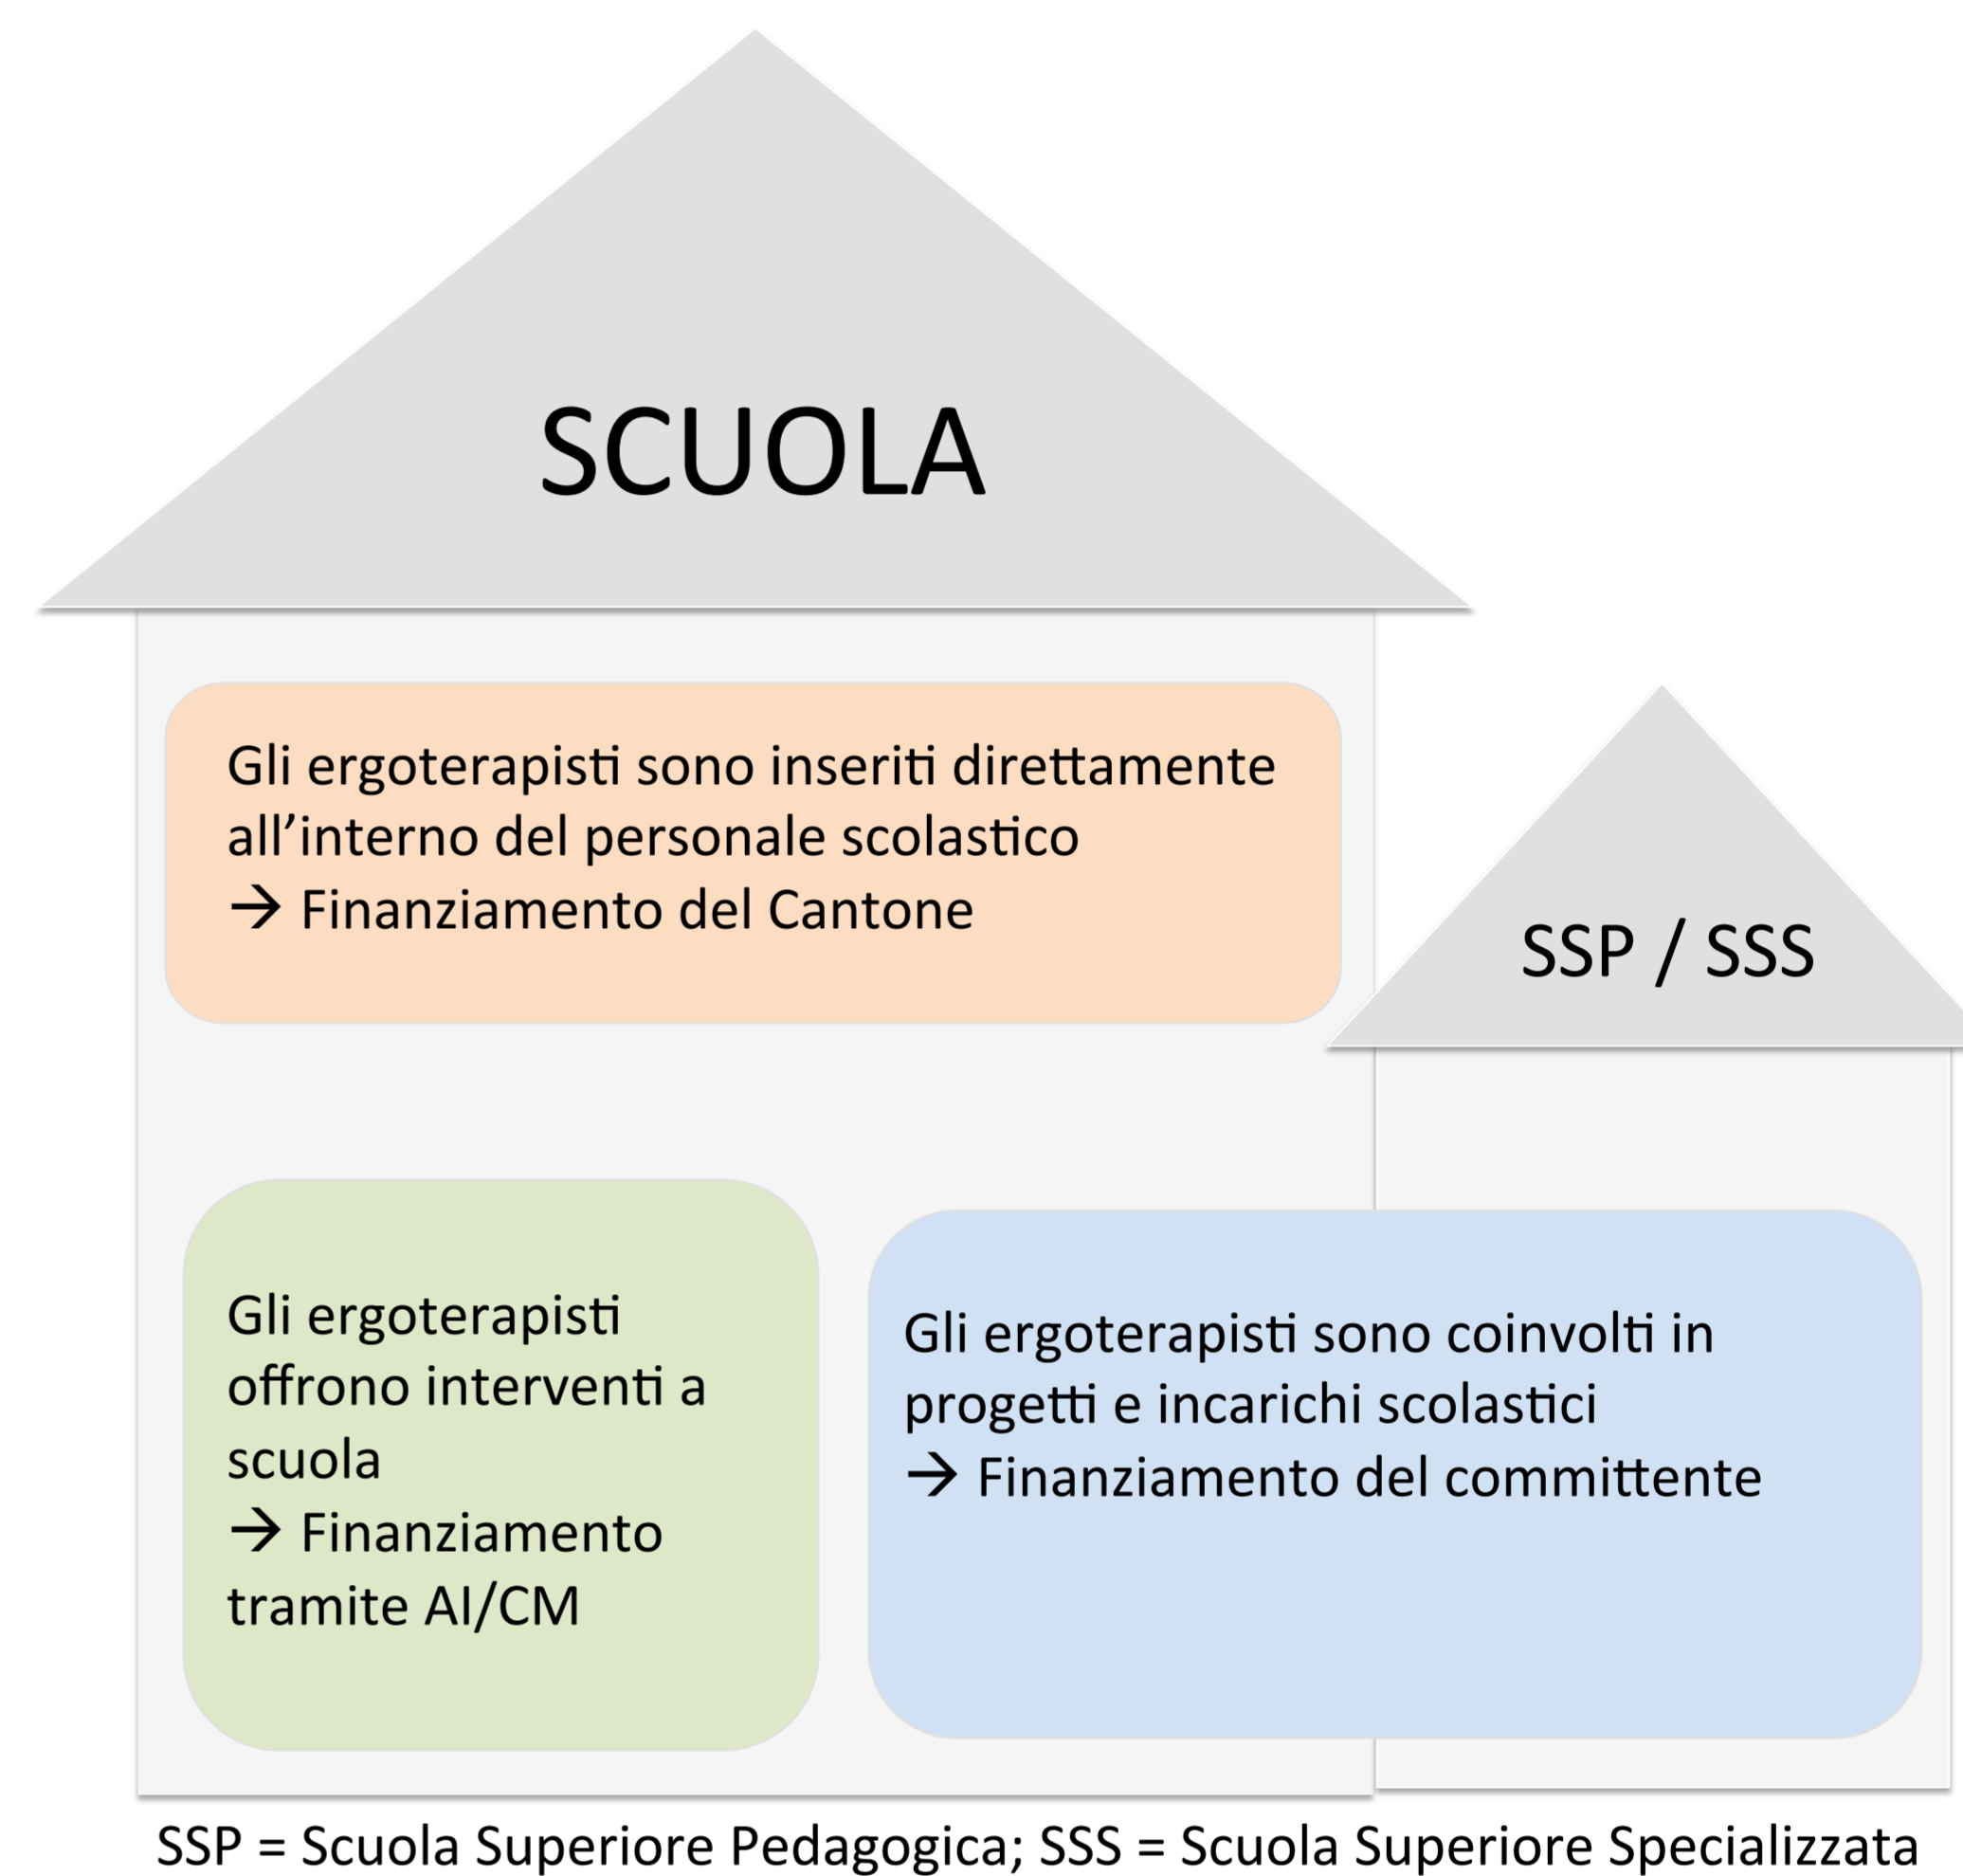 SCUOLA
Gli ergoterapisti sono inseriti direttamente
all’interno del personale scolastico
→ Finanziamento del Cantone
SSP / SSS
Gli ergoterapisti
offrono interventi a
scuola
→ Finanziamento
tramite AI/CM
Gli ergoterapisti sono coinvolti in
progetti e incarichi scolastici
→ Finanziamento del committente
SSP = Scuola Superiore Pedagogica; SSS = Scuola Superiore Specializzata